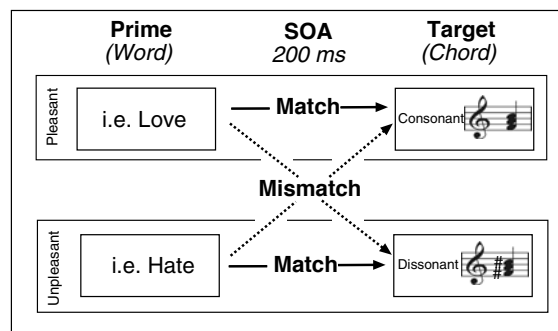 Prime SOA Target
(Word) 200 ms (Chord)
Pleasant
i.e. Love
Match
Consonant
Mismatch
Unpleasant
i.e. Hate
Match
Dissonant